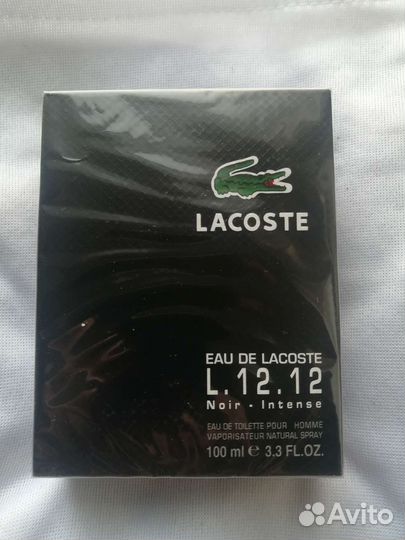 LACOSTE
EAU DE LACOSTE
L.12.12
Noir - Intense
EAU DE TOILETTE POUR HOMME
VAPORISATEUR NATURAL SPRAY
100 ml e 3.3 FL.OZ.
Avito